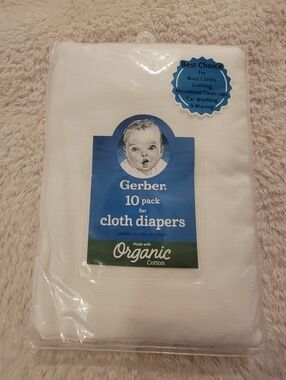 Best Choice
For
Burp Cloths,
Crafting,
Household Clean-Up,
Car Washing
& Waxing
Gerber.
10 pack
flat
cloth diapers
Made with
Organic
Cotton